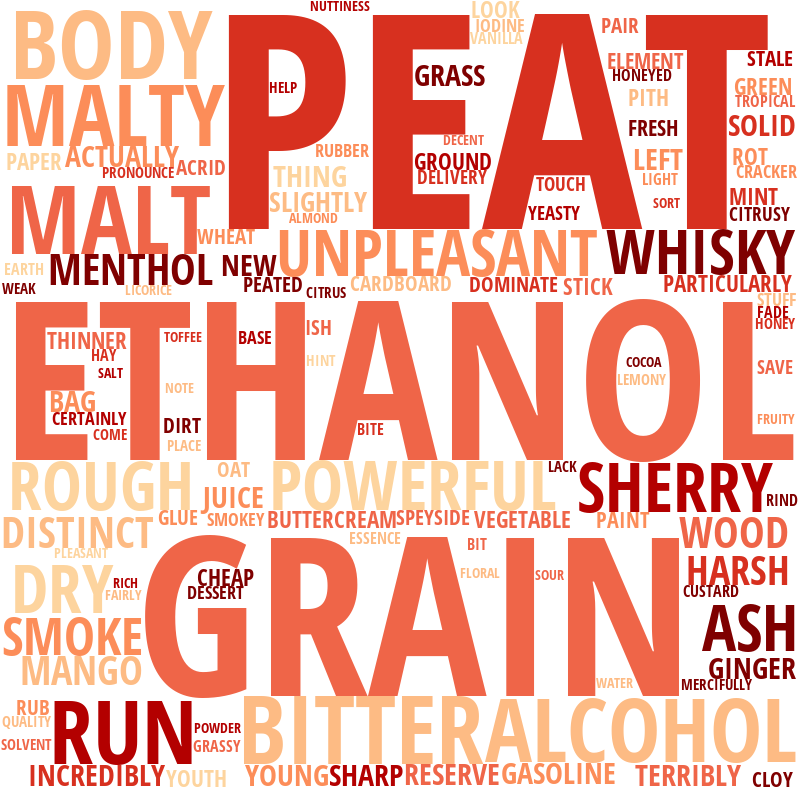 NUTTINESS
LOOK
BODY
PEAT
IODINE
VANILLA
PAIR
ELEMENT
STALE
HONEYED
GRASS
HELP
GREEN
MALTY
PITH
TROPICAL
FRESH
SOLID
DECENT
RUBBER
PAPER
ACTUALLY
GROUND
LEFT
ROT
PRONOUNCE
ACRID
THING
DELIVERY
LIGHT
CRACKER
TOUCH
MALT
SLIGHTLY
SORT
MINT
ALMOND
YEASTY
CITRUSY
WHEAT
UNPLEASANT
WHISKY
EARTH
MENTHOL
NEW
WEAK
LICORICE
PEATED
CITRUS
CARDBOARD
DOMINATE
STICK
PARTICULARLY
STUFF
ETHANOL
FADE
HONEY
THINNER
TOFFEE
BASE
ISH
HAY
HINT
COCOA
SALT
LEMONY
SAVE
NOTE
BAG
CERTAINLY
DIRT
BITE
FRUITY
COME
PLACE
ROUGH
OAT
POWERFUL
LACK
SHERRY
JUICE
RIND
DISTINCT
GLUE
SMOKEY
BUTTERCREAM
SPEYSIDE
VEGETABLE
PAINT
WOOD
PLEASANT
ESSENCE
BIT
GRAIN
DRY
RICH
CHEAP
FLORAL
SOUR
HARSH
FAIRLY
DESSERT
CUSTARD
SMOKE
ASH
MANGO
GINGER
WATER
MERCIFULLY
RUB
RUN
BITTER
ALCOHOL
QUALITY
POWDER
SOLVENT
GRASSY
INCREDIBLY
YOUTH
YOUNG
SHARP
RESERVE
GASOLINE
TERRIBLY
CLOY